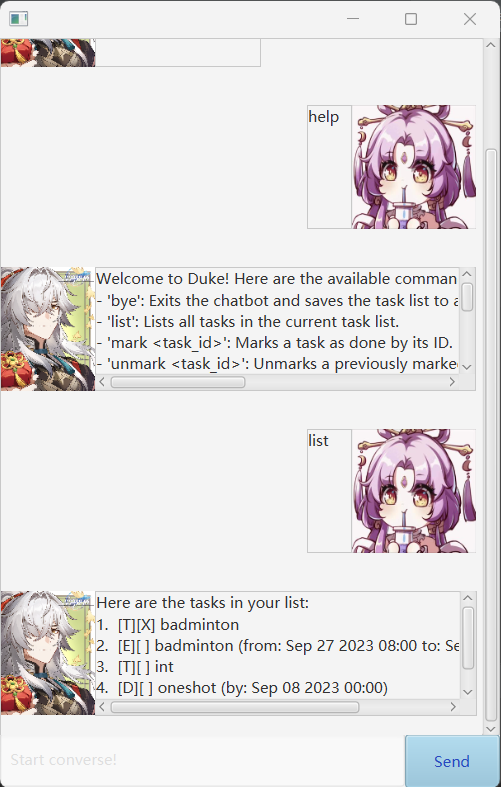 help
Welcome to Duke! Here are the available comman
- 'bye': Exits the chatbot and saves the task list to a
- 'list': Lists all tasks in the current task list.
- 'mark <task_id>': Marks a task as done by its ID.
- 'unmark <task_id>': Unmarks a previously marke
list
Here are the tasks in your list:
1. [T][X] badminton
2. [E][ ] badminton (from: Sep 27 2023 08:00 to: Se
3. [T][ ] int
4. [D][ ] oneshot (by: Sep 08 2023 00:00)
Start converse!
Send